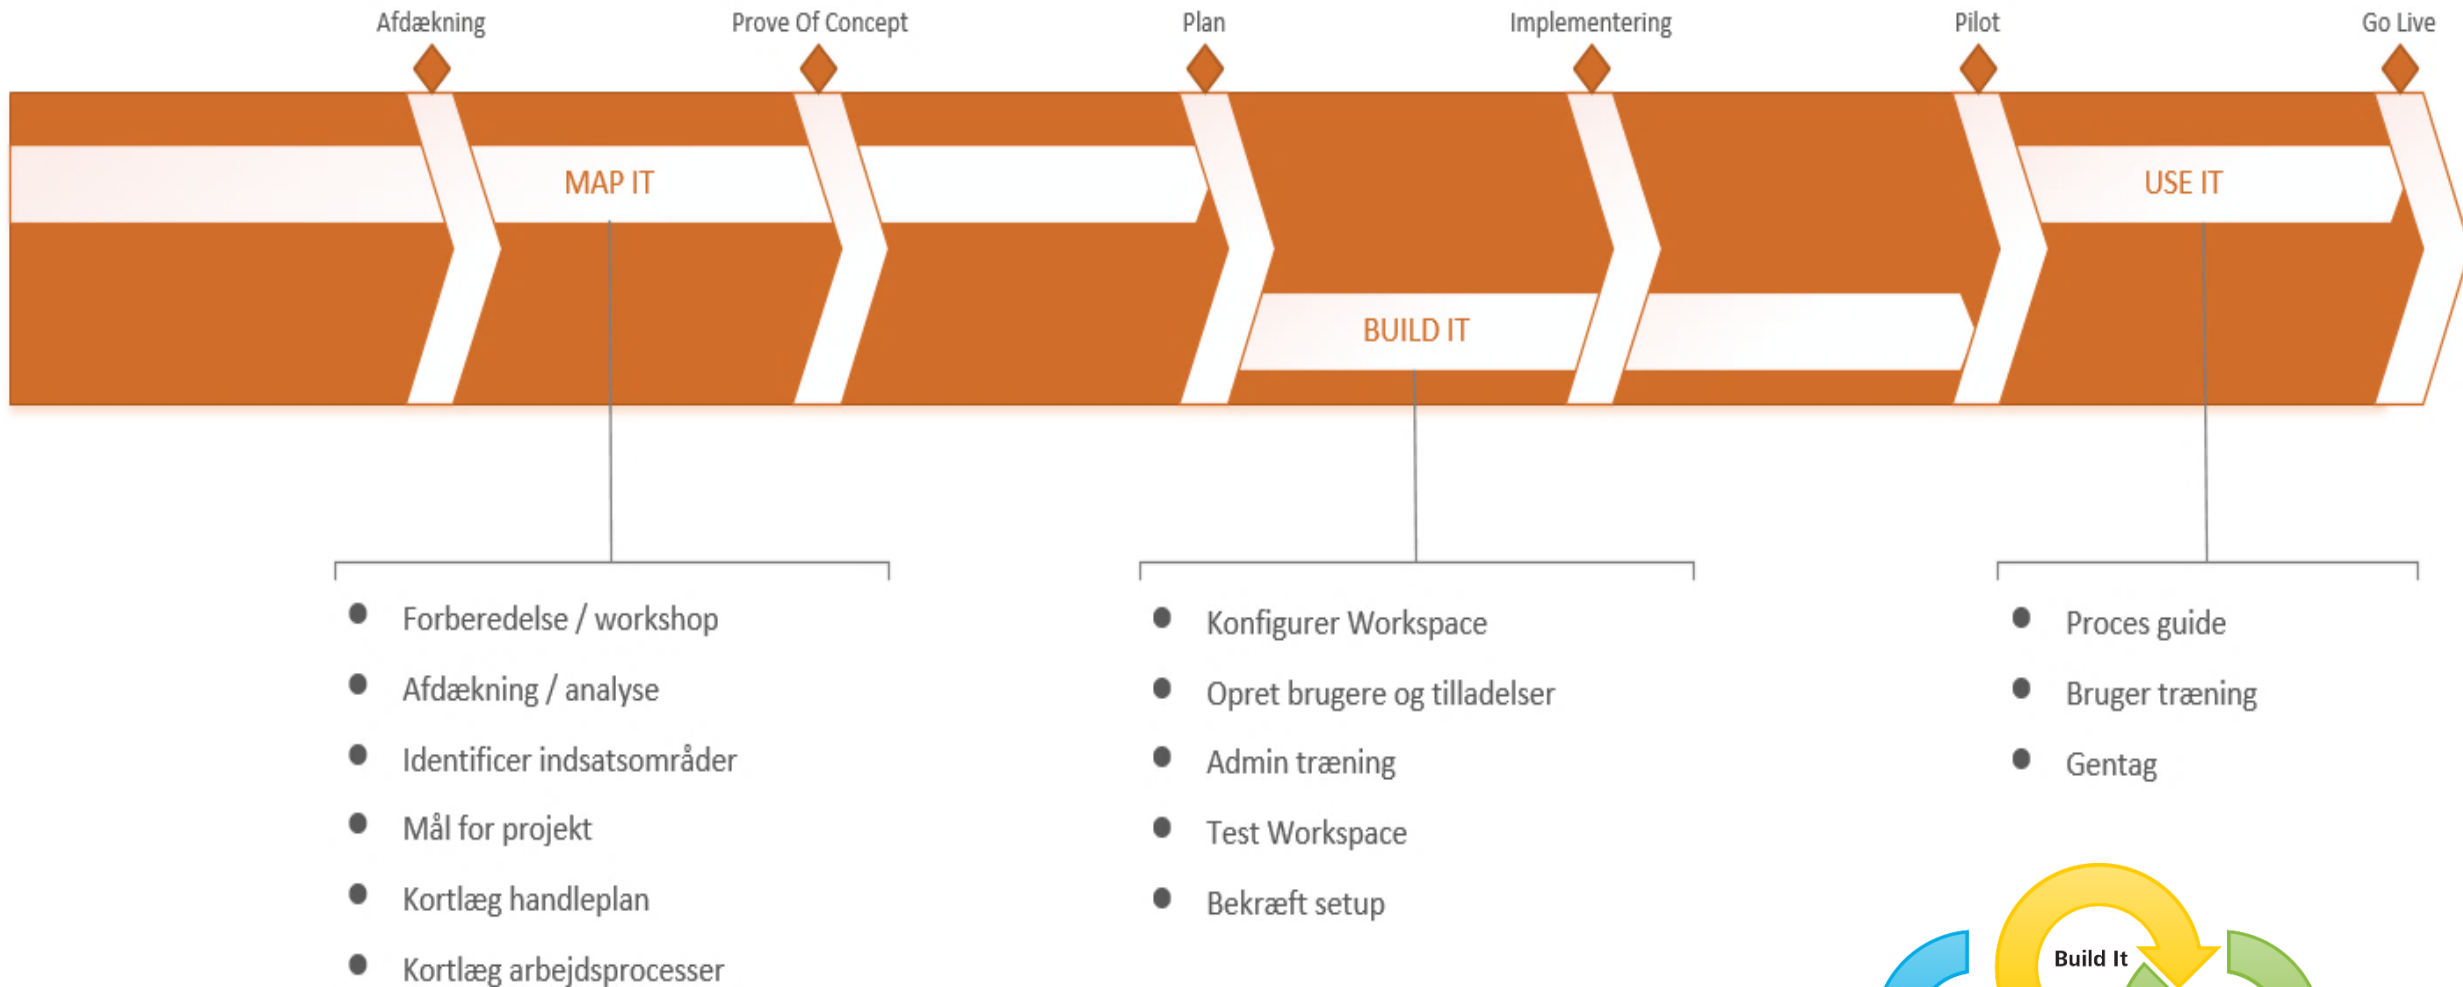 Afdækning
Prove Of Concept
Plan
Implementering
Pilot
Go Live
MAP IT
USE IT
BUILD IT
Forberedelse / workshop
Afdækning / analyse
Identificer indsatsområder
Mål for projekt
Kortlæg handleplan
Kortlæg arbejdsprocesser
Konfigurer Workspace
Opret brugere og tilladelser
Admin træning
Test Workspace
Bekræft setup
Proces guide
Bruger træning
Gentag
Build It